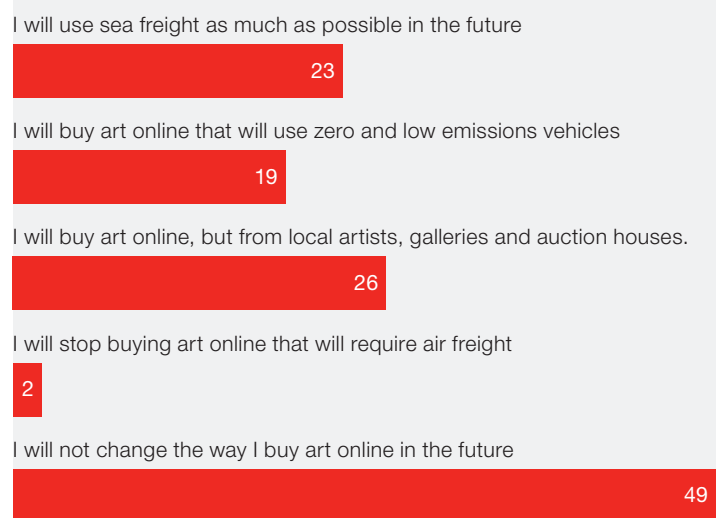 I will use sea freight as much as possible in the future
23
I will buy art online that will use zero and low emissions vehicles
19
I will buy art online, but from local artists, galleries and auction houses.
26
I will stop buying art online that will require air freight
2
I will not change the way I buy art online in the future
49